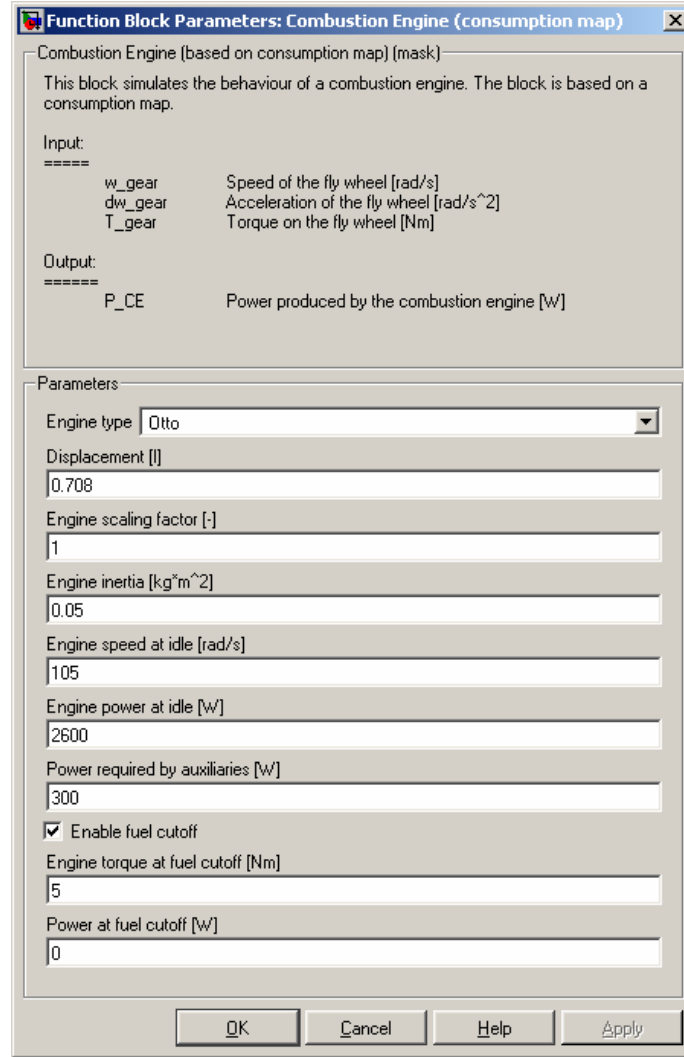 Function Block Parameters: Combustion Engine (consumption map)
Combustion Engine (based on consumption map) (mask)
This block simulates the behaviour of a combustion engine. The block is based on a
consumption map.
Input:
=====
w_gear Speed of the fly wheel [rad/s]
dw_gear Acceleration of the fly wheel [rad/s^2]
T_gear Torque on the fly wheel [Nm]
Output:
======
P_CE Power produced by the combustion engine [W]
Parameters
Engine type Otto
Displacement [l]
0.708
Engine scaling factor [-]
1
Engine inertia [kg*m^2]
0.05
Engine speed at idle [rad/s]
105
Engine power at idle [W]
2600
Power required by auxiliaries [W]
300
Enable fuel cutoff
Engine torque at fuel cutoff [Nm]
5
Power at fuel cutoff [W]
0
OK Cancel Help Apply